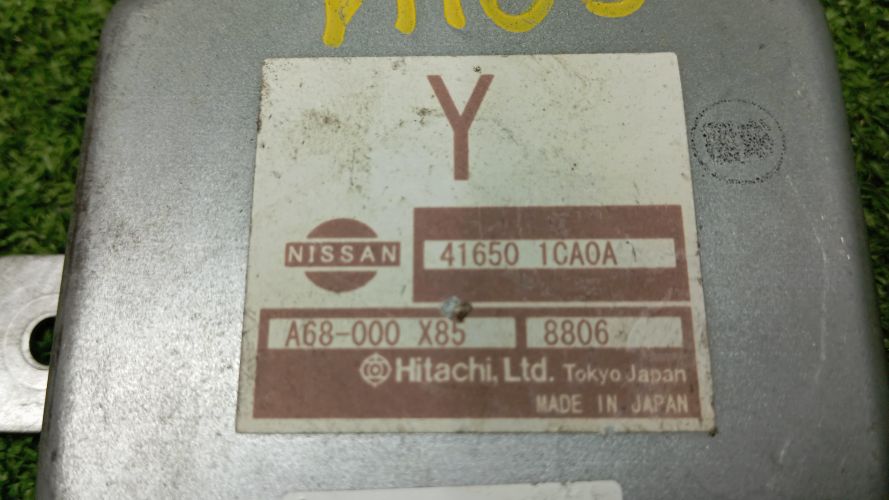 Y
NISSAN
41650 1CA0A
A68-000 X85 8806
Hitachi, Ltd. Tokyo Japan
MADE IN JAPAN